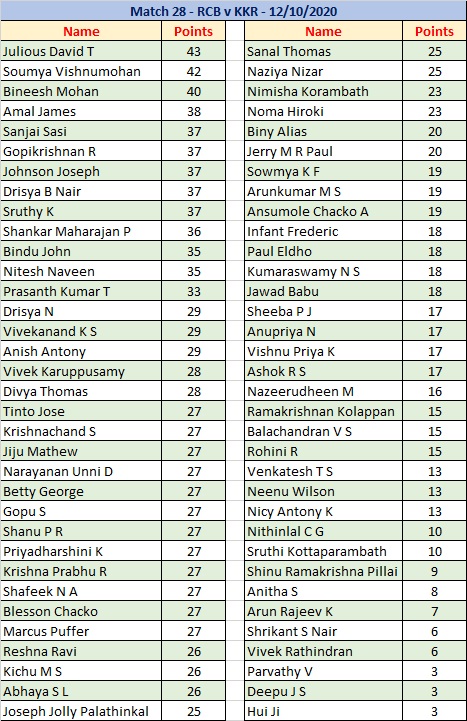 Match 28 - RCB v KKR - 12/10/2020
Name Points Name Points
Julious David T 43 Sanal Thomas 25
Soumya Vishnumohan 42 Naziya Nizar 25
Bineesh Mohan 40 Nimisha Korambath 23
Amal James 38 Noma Hiroki 23
Sanjai Sasi 37 Biny Alias 20
Gopikrishnan R 37 Jerry M R Paul 20
Johnson Joseph 37 Sowmya K F 19
Drisya B Nair 37 Arunkumar M S 19
Sruthy K 37 Ansumole Chacko A 19
Shankar Maharajan P 36 Infant Frederic 18
Bindu John 35 Paul Eldho 18
Nitesh Naveen 35 Kumaraswamy N S 18
Prasanth Kumar T 33 Jawad Babu 18
Drisya N 29 Sheeba P J 17
Vivekanand K S 29 Anupriya N 17
Anish Antony 29 Vishnu Priya K 17
Vivek Karuppusamy 28 Ashok R S 17
Divya Thomas 28 Nazeerudheen M 16
Tinto Jose 27 Ramakrishnan Kolappan 15
Krishnachand S 27 Balachandran V S 15
Jiju Mathew 27 Rohini R 15
Narayanan Unni D 27 Venkatesh T S 13
Betty George 27 Neenu Wilson 13
Gopu S 27 Nicy Antony K 13
Shanu P R 27 Nithinlal C G 10
Priyadharshini K 27 Sruthi Kottaparambath 10
Krishna Prabhu R 27 Shinu Ramakrishna Pillai 9
Shafeek N A 27 Anitha S 8
Blesson Chacko 27 Arun Rajeev K 7
Marcus Puffer 27 Shrikant S Nair 6
Reshna Ravi 26 Vivek Rathindran 6
Kichu M S 26 Parvathy V 3
Abhaya S L 26 Deepu J S 3
Joseph Jolly Palathinkal 25 Hui Ji 3